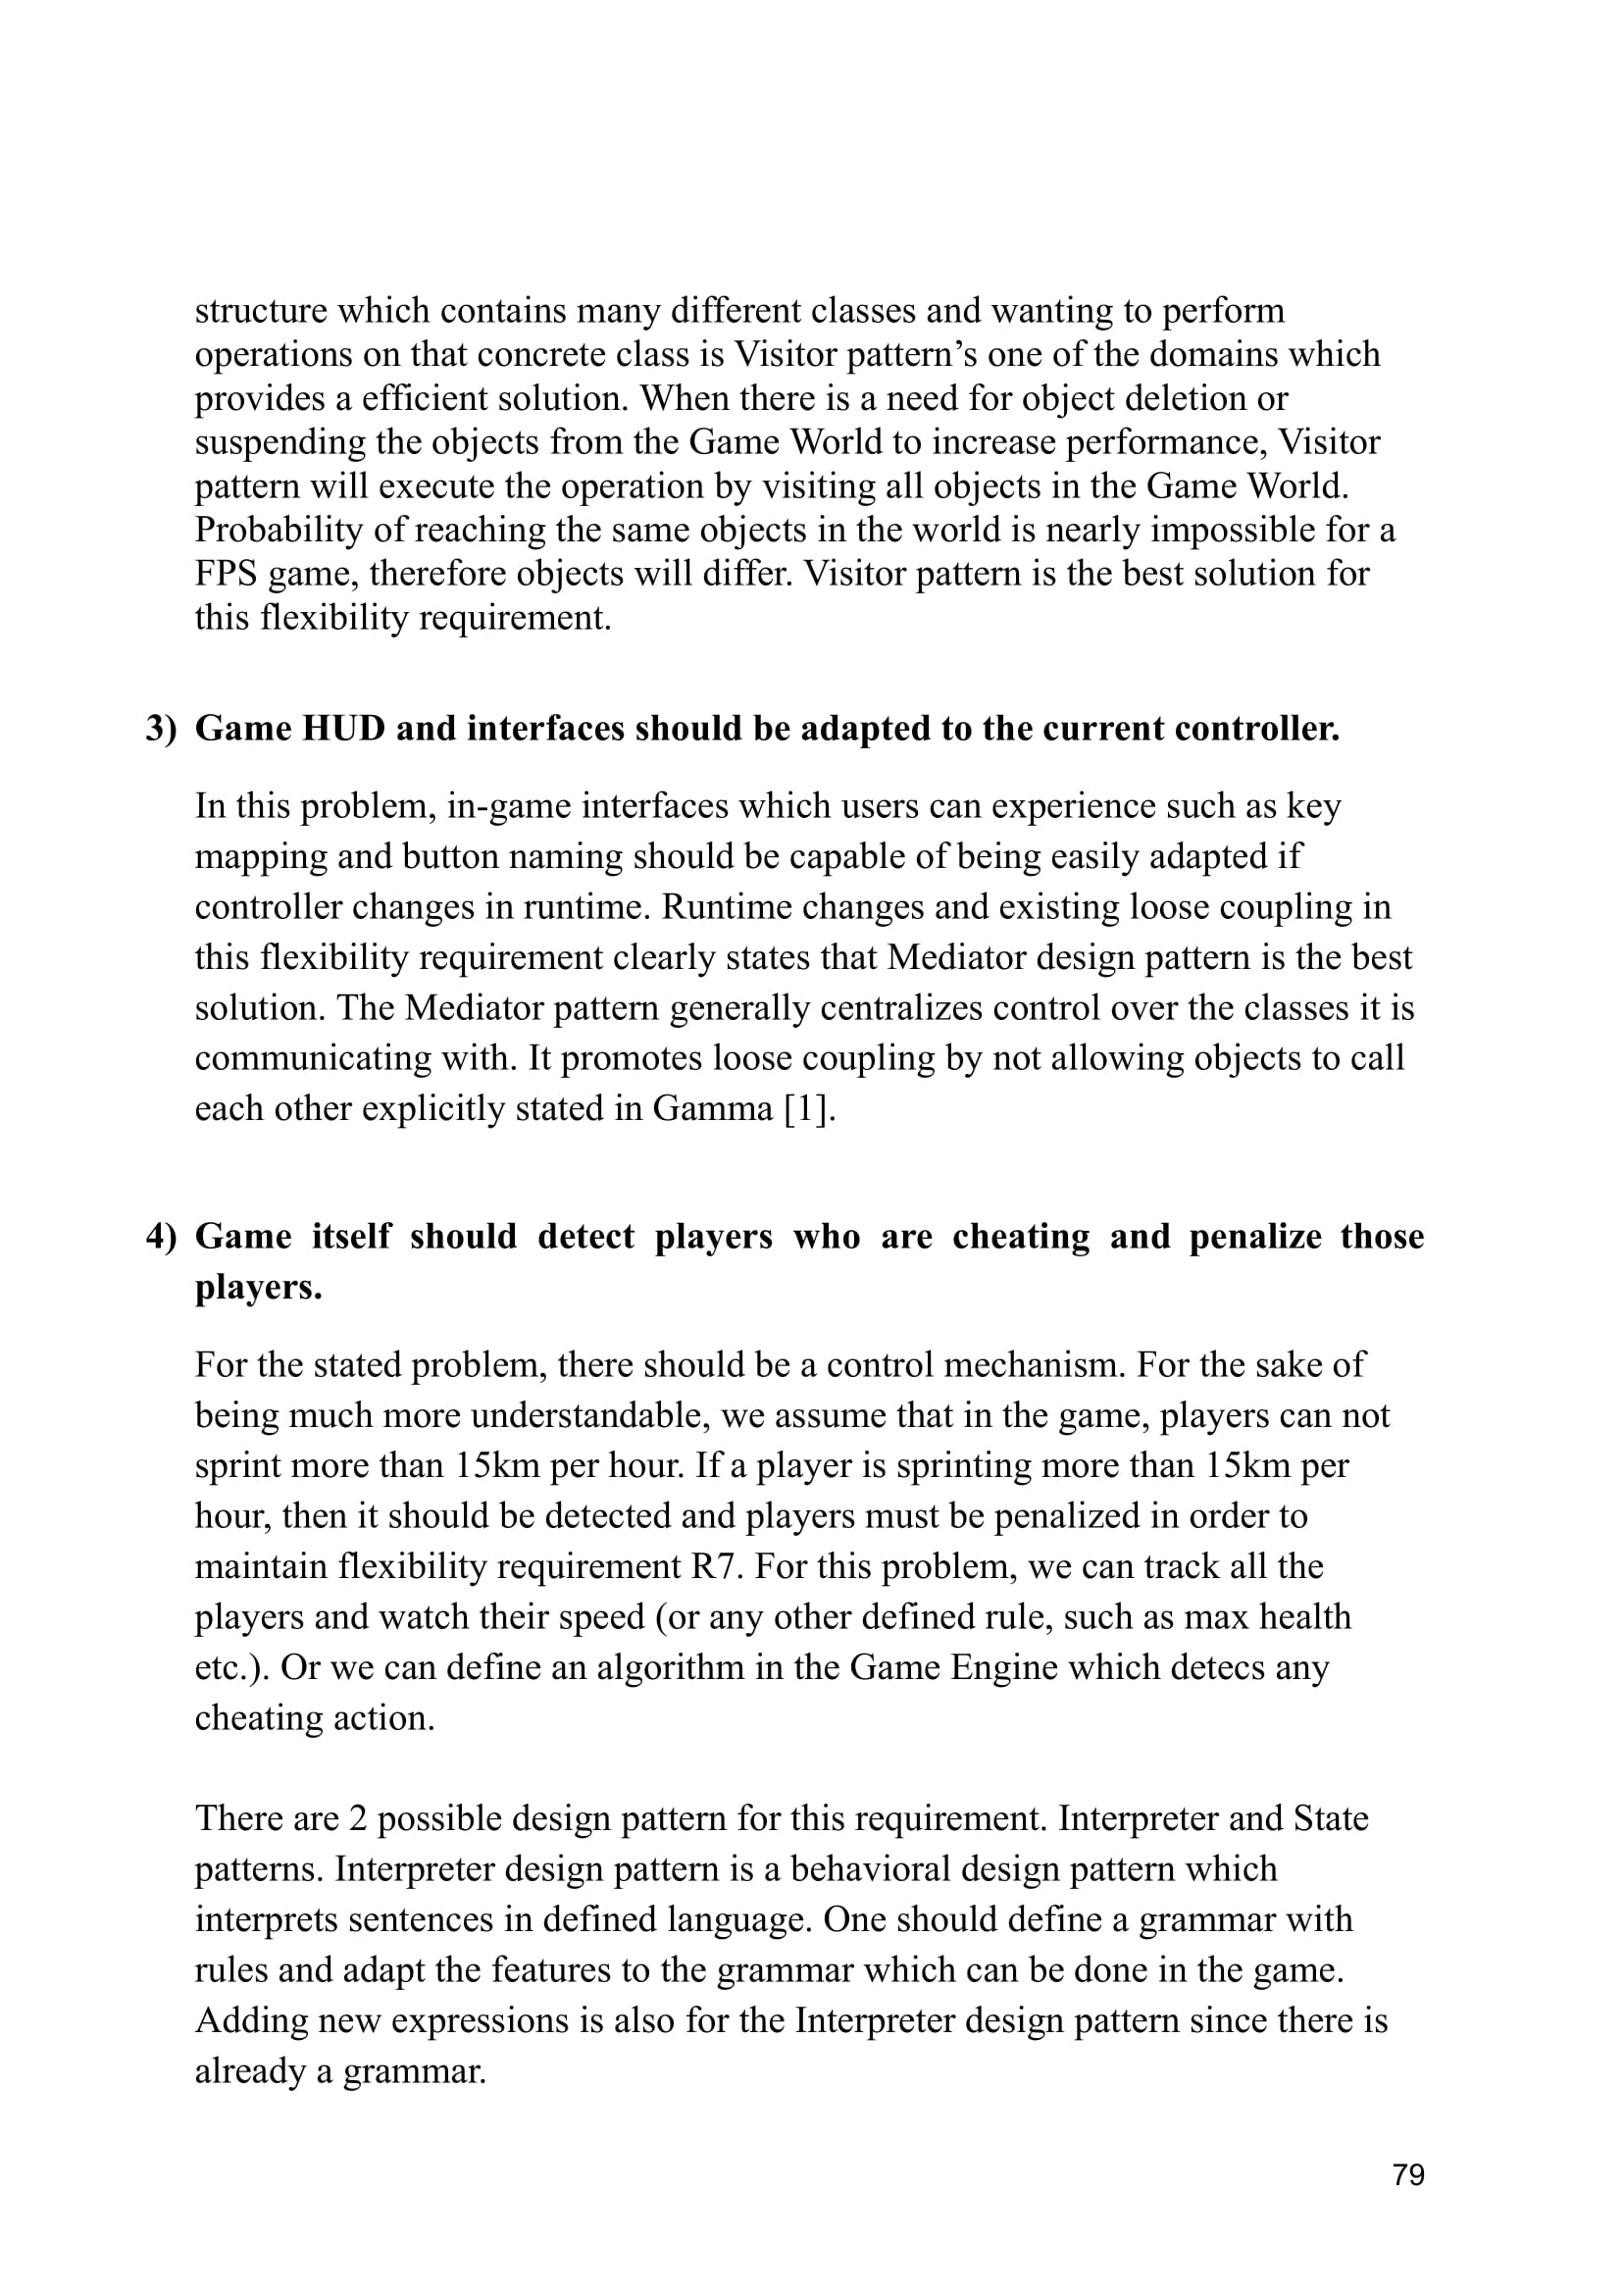 structure which contains many different classes and wanting to perform
operations on that concrete class is Visitor pattern’s one of the domains which
provides a efficient solution. When there is a need for object deletion or
suspending the objects from the Game World to increase performance, Visitor
pattern will execute the operation by visiting all objects in the Game World.
Probability of reaching the same objects in the world is nearly impossible for a
FPS game, therefore objects will differ. Visitor pattern is the best solution for
this flexibility requirement.
3) Game HUD and interfaces should be adapted to the current controller.
In this problem, in-game interfaces which users can experience such as key
mapping and button naming should be capable of being easily adapted if
controller changes in runtime. Runtime changes and existing loose coupling in
this flexibility requirement clearly states that Mediator design pattern is the best
solution. The Mediator pattern generally centralizes control over the classes it is
communicating with. It promotes loose coupling by not allowing objects to call
each other explicitly stated in Gamma [1].
4) Game itself should detect players who are cheating and penalize those
players.
For the stated problem, there should be a control mechanism. For the sake of
being much more understandable, we assume that in the game, players can not
sprint more than 15km per hour. If a player is sprinting more than 15km per
hour, then it should be detected and players must be penalized in order to
maintain flexibility requirement R7. For this problem, we can track all the
players and watch their speed (or any other defined rule, such as max health
etc.). Or we can define an algorithm in the Game Engine which detecs any
cheating action.
There are 2 possible design pattern for this requirement. Interpreter and State
patterns. Interpreter design pattern is a behavioral design pattern which
interprets sentences in defined language. One should define a grammar with
rules and adapt the features to the grammar which can be done in the game.
Adding new expressions is also for the Interpreter design pattern since there is
already a grammar.
79